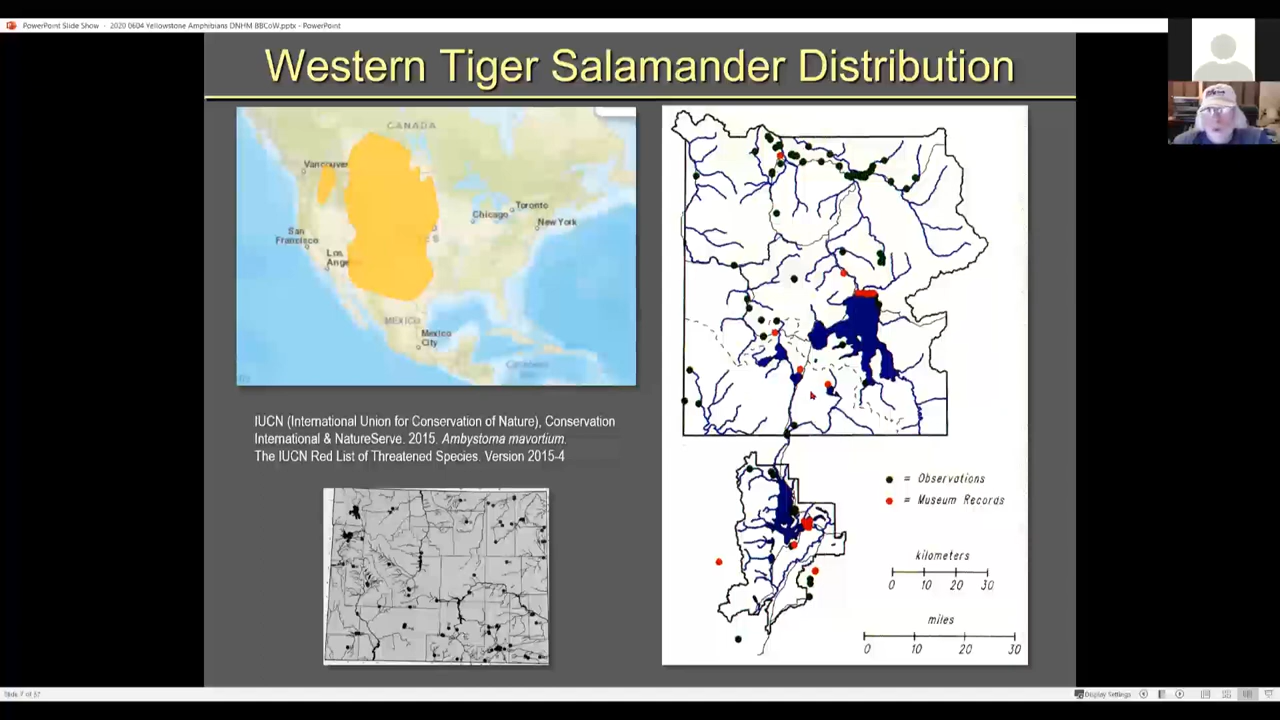 PowerPoint Slide Show - 2020 0604 Yellowstone Amphibians DNHM BBCoW.pptx - PowerPoint
Western Tiger Salamander Distribution
CANADA
Vancouver
Toronto
Chicago
New York
San
Francisco
Los
Ange
MEXICO
Mexico
City
IUCN (International Union for Conservation of Nature), Conservation
International & NatureServe. 2015. Ambystoma mavortium.
The IUCN Red List of Threatened Species. Version 2015-4
= Observations
= Museum Records
kilometers
0 10 20 30
miles
0 10 20 30
Display Settings